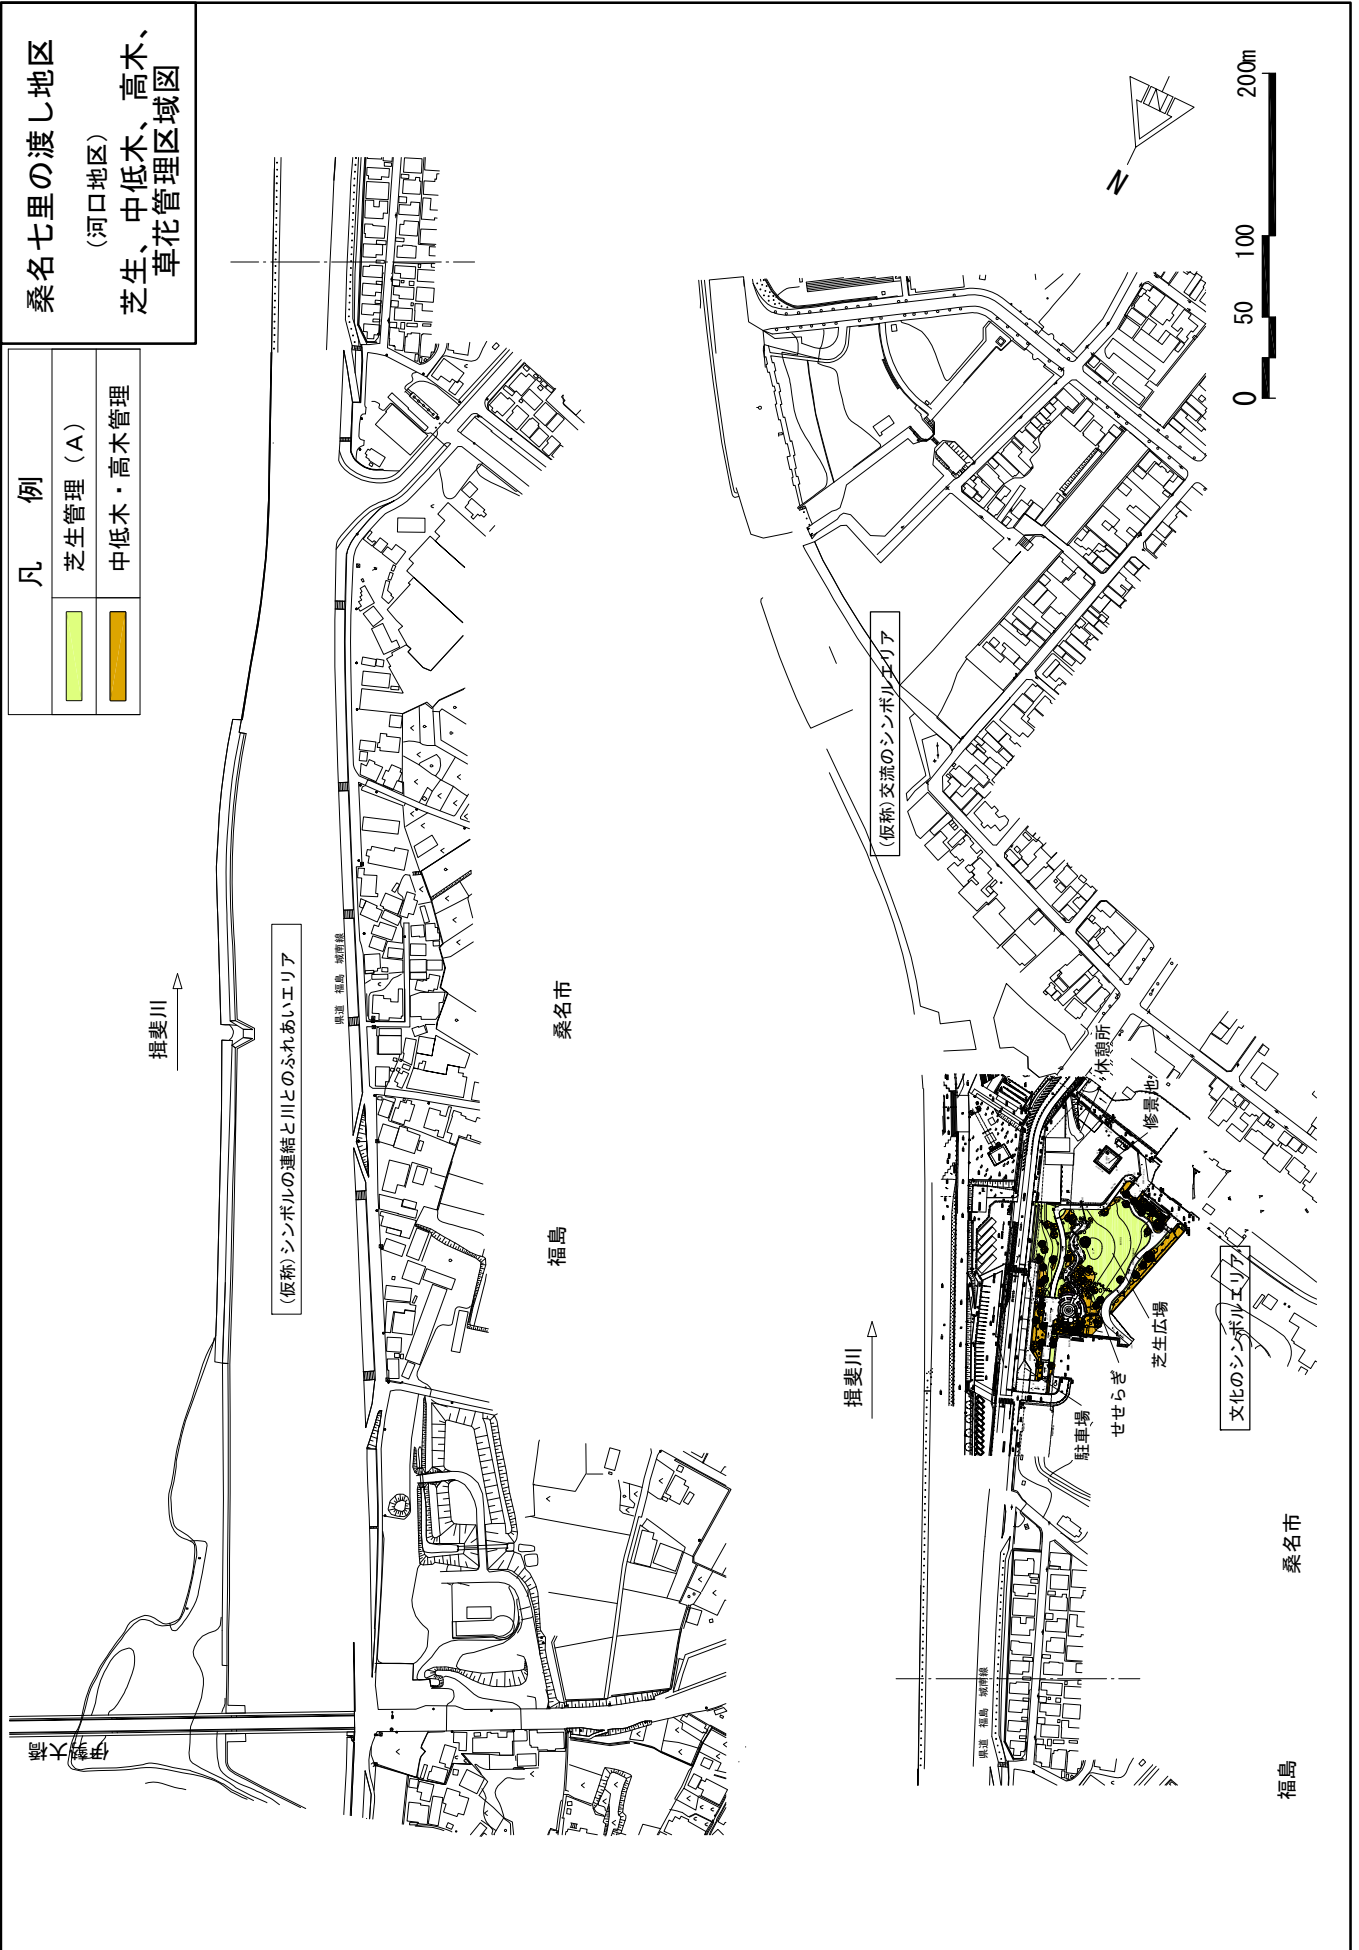 桑名七里の渡し地区
（河口地区）
芝生、中低木、高木、
草花管理区域図
凡　例
芝生管理（A）
中低木・高木管理
揖斐川
(仮称)シンボルの連結と川とのふれあいエリア
県道　福島　城南線
桑名市
福島
伊勢大橋
N
0
50
100
200m
(仮称)交流のシンボルエリア
揖斐川
休憩所
修景地
芝生広場
せせらぎ
駐車場
文化のシンボルエリア
県道　福島　城南線
桑名市
福島